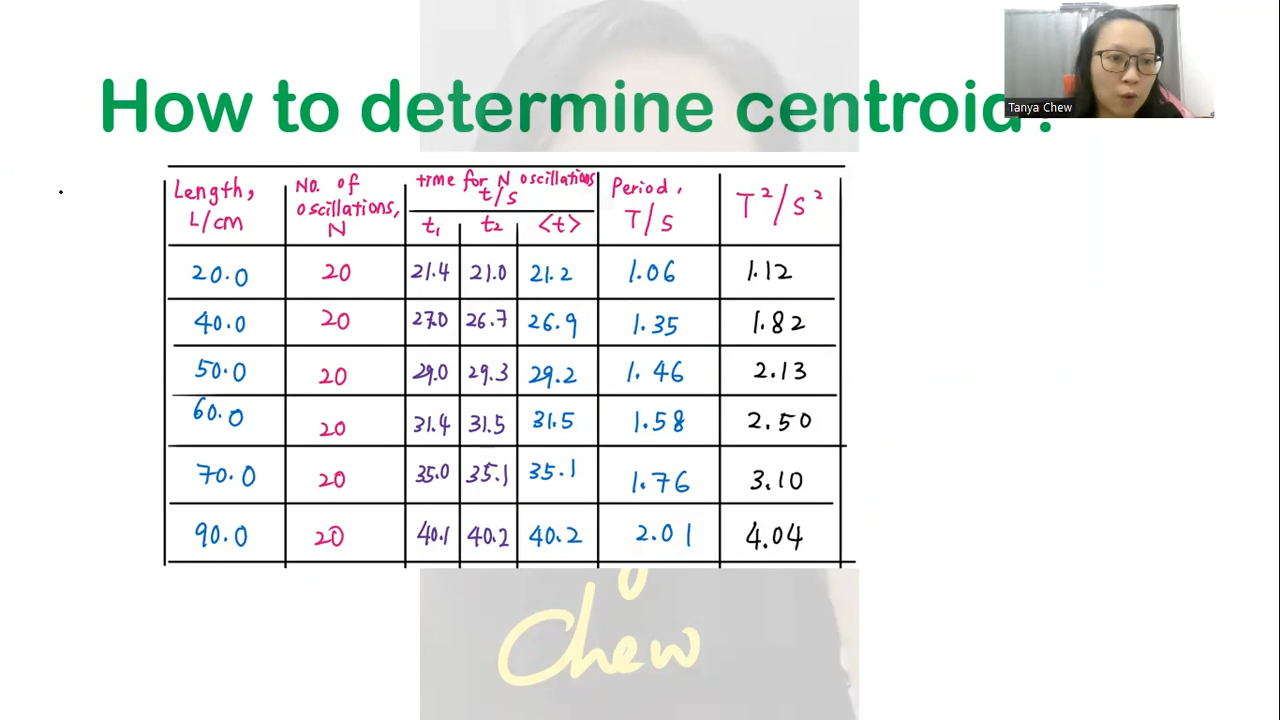 How to determine centroid?
Tanya Chew
Length, L/cm No. of oscillations, N time for N oscillations t/s Period, T/s T²/s²
t₁ t₂ <t>
20.0 20 21.4 21.0 21.2 1.06 1.12
40.0 20 27.0 26.7 26.9 1.35 1.82
50.0 20 29.0 29.3 29.2 1.46 2.13
60.0 20 31.4 31.5 31.5 1.58 2.50
70.0 20 35.0 35.1 35.1 1.76 3.10
90.0 20 40.1 40.2 40.2 2.01 4.04
Chew